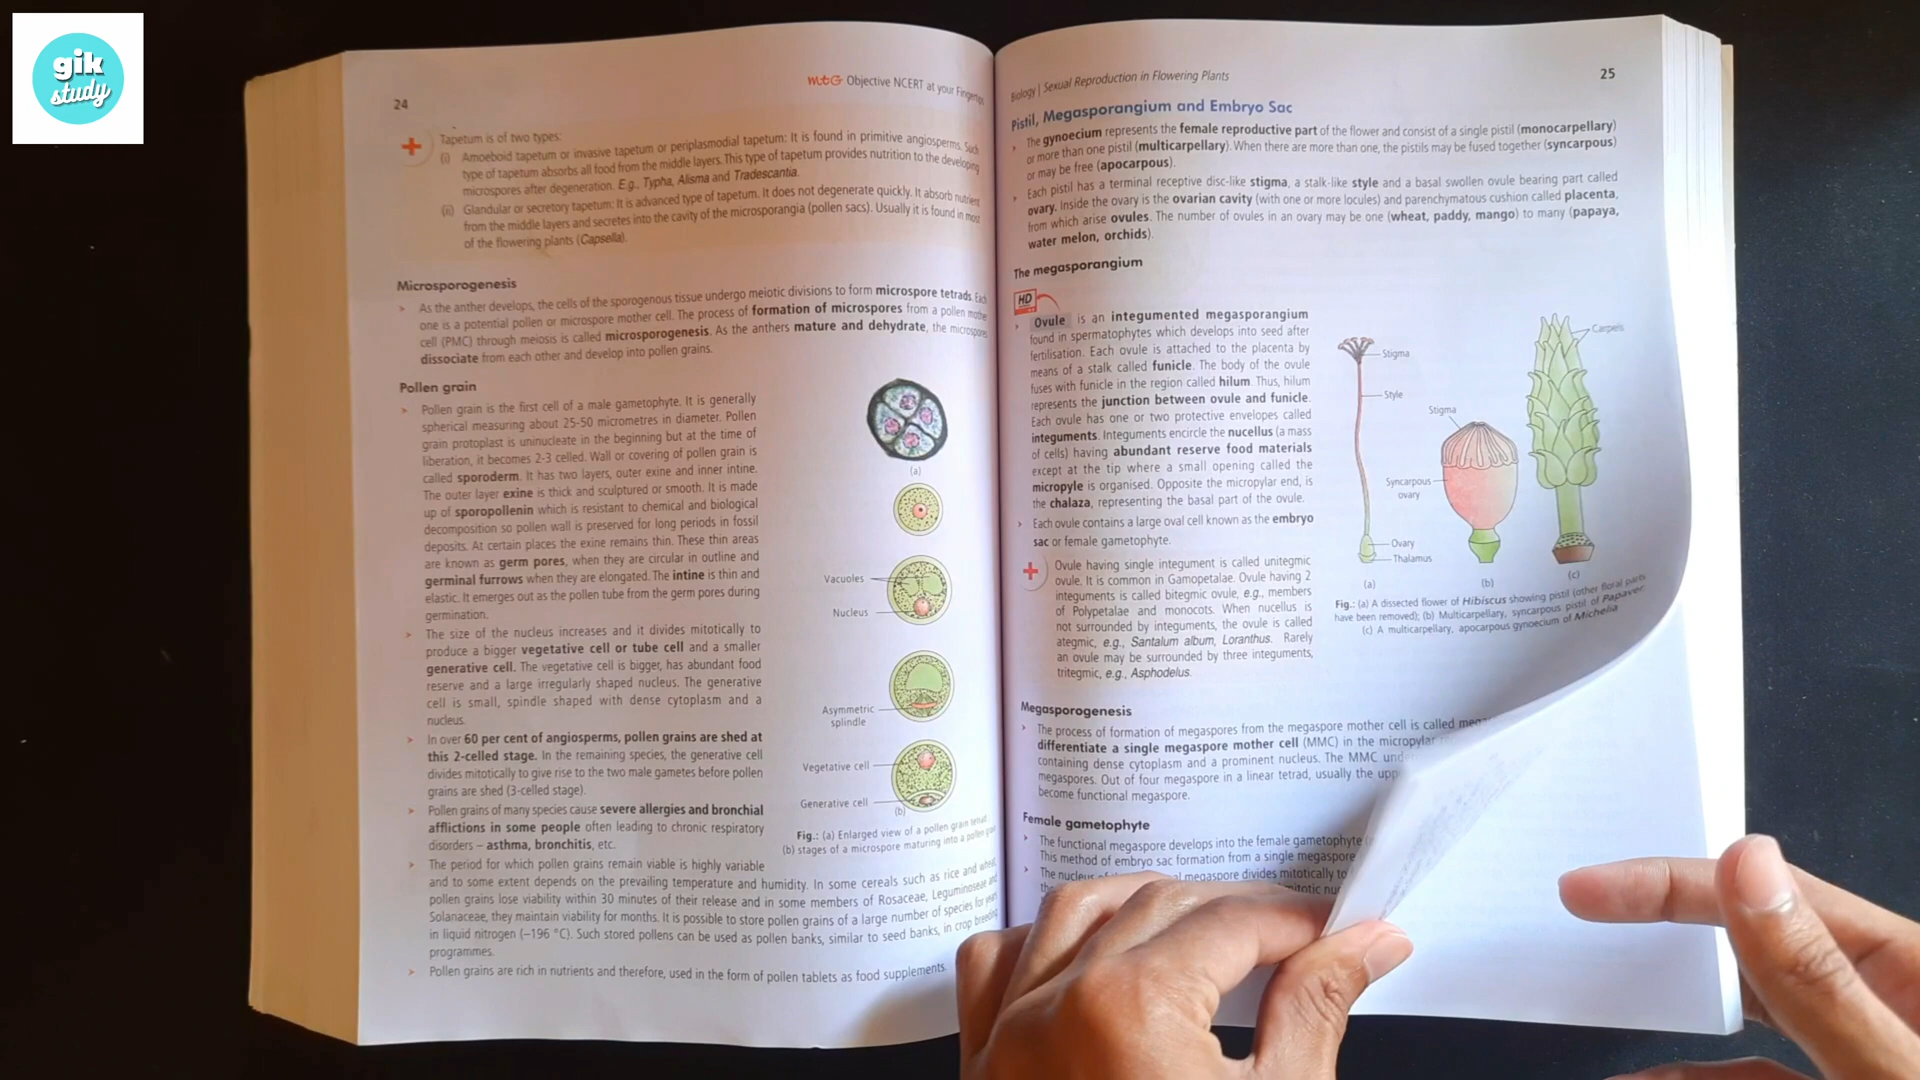 gik
study
24
mtG Objective NCERT at your Fingertips
Tapetum is of two types:
(i) Amoeboid tapetum or invasive tapetum or periplasmodial tapetum: It is found in primitive angiosperms. Such
type of tapetum absorbs all food from the middle layers. This type of tapetum provides nutrition to the developing
microspores after degeneration. E.g., Typha, Alisma and Tradescantia.
(ii) Glandular or secretory tapetum: It is advanced type of tapetum. It does not degenerate quickly. It absorb nutrient
from the middle layers and secretes into the cavity of the microsporangia (pollen sacs). Usually it is found in most
of the flowering plants (Capsella).
Microsporogenesis
As the anther develops, the cells of the sporogenous tissue undergo meiotic divisions to form microspore tetrads. Each
one is a potential pollen or microspore mother cell. The process of formation of microspores from a pollen mother
cell (PMC) through meiosis is called microsporogenesis. As the anthers mature and dehydrate, the microspores
dissociate from each other and develop into pollen grains.
Pollen grain
Pollen grain is the first cell of a male gametophyte. It is generally
spherical measuring about 25-50 micrometres in diameter. Pollen
grain protoplast is uninucleate in the beginning but at the time of
liberation, it becomes 2-3 celled. Wall or covering of pollen grain is
called sporoderm. It has two layers, outer exine and inner intine.
The outer layer exine is thick and sculptured or smooth. It is made
up of sporopollenin which is resistant to chemical and biological
decomposition so pollen wall is preserved for long periods in fossil
deposits. At certain places the exine remains thin. These thin areas
are known as germ pores, when they are circular in outline and
germinal furrows when they are elongated. The intine is thin and
elastic. It emerges out as the pollen tube from the germ pores during
germination.
The size of the nucleus increases and it divides mitotically to
produce a bigger vegetative cell or tube cell and a smaller
generative cell. The vegetative cell is bigger, has abundant food
reserve and a large irregularly shaped nucleus. The generative
cell is small, spindle shaped with dense cytoplasm and a
nucleus.
In over 60 per cent of angiosperms, pollen grains are shed at
this 2-celled stage. In the remaining species, the generative cell
divides mitotically to give rise to the two male gametes before pollen
grains are shed (3-celled stage).
Pollen grains of many species cause severe allergies and bronchial
afflictions in some people often leading to chronic respiratory
disorders – asthma, bronchitis, etc.
The period for which pollen grains remain viable is highly variable
and to some extent depends on the prevailing temperature and humidity. In some cereals such as rice and wheat,
pollen grains lose viability within 30 minutes of their release and in some members of Rosaceae, Leguminoseae and
Solanaceae, they maintain viability for months. It is possible to store pollen grains of a large number of species for years
in liquid nitrogen (–196 °C). Such stored pollens can be used as pollen banks, similar to seed banks, in crop breeding
programmes.
Pollen grains are rich in nutrients and therefore, used in the form of pollen tablets as food supplements.
(a)
Vacuoles
Nucleus
Asymmetric
splindle
Vegetative cell
Generative cell
(b)
Fig.: (a) Enlarged view of a pollen grain tetrad
(b) stages of a microspore maturing into a pollen grain
Biology | Sexual Reproduction in Flowering Plants
25
Pistil, Megasporangium and Embryo Sac
The gynoecium represents the female reproductive part of the flower and consist of a single pistil (monocarpellary)
or more than one pistil (multicarpellary). When there are more than one, the pistils may be fused together (syncarpous)
or may be free (apocarpous).
Each pistil has a terminal receptive disc-like stigma, a stalk-like style and a basal swollen ovule bearing part called
ovary. Inside the ovary is the ovarian cavity (with one or more locules) and parenchymatous cushion called placenta,
from which arise ovules. The number of ovules in an ovary may be one (wheat, paddy, mango) to many (papaya,
water melon, orchids).
The megasporangium
HD
Ovule is an integumented megasporangium
found in spermatophytes which develops into seed after
fertilisation. Each ovule is attached to the placenta by
means of a stalk called funicle. The body of the ovule
fuses with funicle in the region called hilum. Thus, hilum
represents the junction between ovule and funicle.
Each ovule has one or two protective envelopes called
integuments. Integuments encircle the nucellus (a mass
of cells) having abundant reserve food materials
except at the tip where a small opening called the
micropyle is organised. Opposite the micropylar end, is
the chalaza, representing the basal part of the ovule.
Each ovule contains a large oval cell known as the embryo
sac or female gametophyte.
Ovule having single integument is called unitegmic
ovule. It is common in Gamopetalae. Ovule having 2
integuments is called bitegmic ovule, e.g., members
of Polypetalae and monocots. When nucellus is
not surrounded by integuments, the ovule is called
ategmic, e.g., Santalum album, Loranthus. Rarely
an ovule may be surrounded by three integuments,
tritegmic, e.g., Asphodelus.
Stigma
Style
Ovary
Thalamus
(a)
Stigma
Syncarpous
ovary
(b)
Carpels
(c)
Fig.: (a) A dissected flower of Hibiscus showing pistil (other floral parts
have been removed); (b) Multicarpellary, syncarpous pistil of Papaver;
(c) A multicarpellary, apocarpous gynoecium of Michelia
Megasporogenesis
The process of formation of megaspores from the megaspore mother cell is called
differentiate a single megaspore mother cell (MMC) in the micropylar
containing dense cytoplasm and a prominent nucleus. The MMC
megaspores. Out of four megaspore in a linear tetrad, usually the
become functional megaspore.
Female gametophyte
The functional megaspore develops into the female gametophyte
This method of embryo sac formation from a single megaspore
The nucleus megaspore divides mitotically to